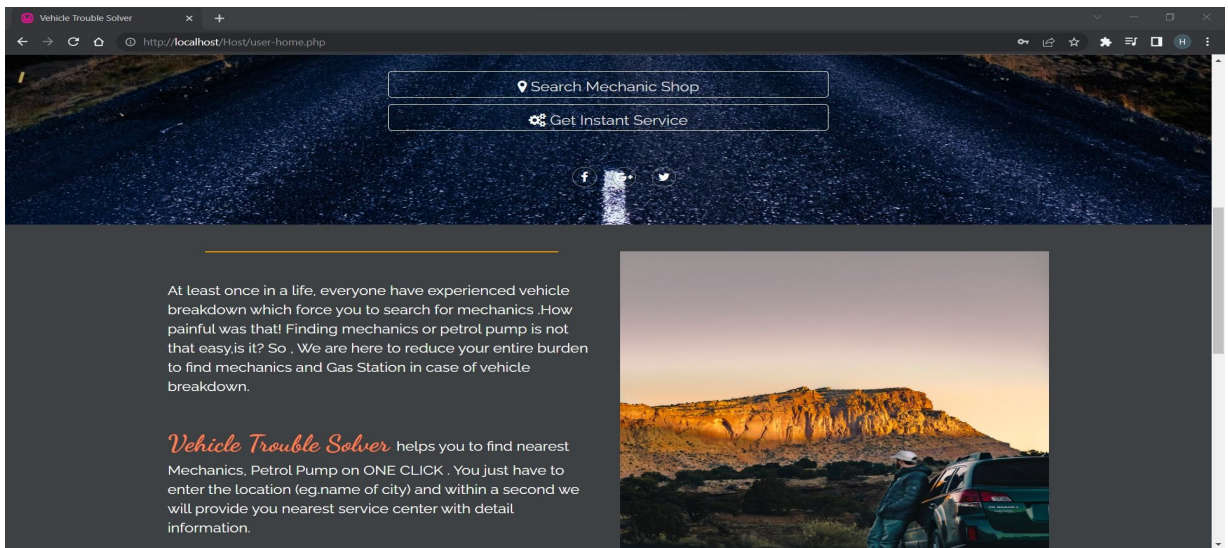 Vehicle Trouble Solver
http://localhost/Host/user-home.php
H
Search Mechanic Shop
Get Instant Service
f G+
At least once in a life, everyone have experienced vehicle
breakdown which force you to search for mechanics .How
painful was that! Finding mechanics or petrol pump is not
that easy,is it? So , We are here to reduce your entire burden
to find mechanics and Gas Station in case of vehicle
breakdown.
Vehicle Trouble Solver helps you to find nearest
Mechanics, Petrol Pump on ONE CLICK . You just have to
enter the location (eg.name of city) and within a second we
will provide you nearest service center with detail
information.